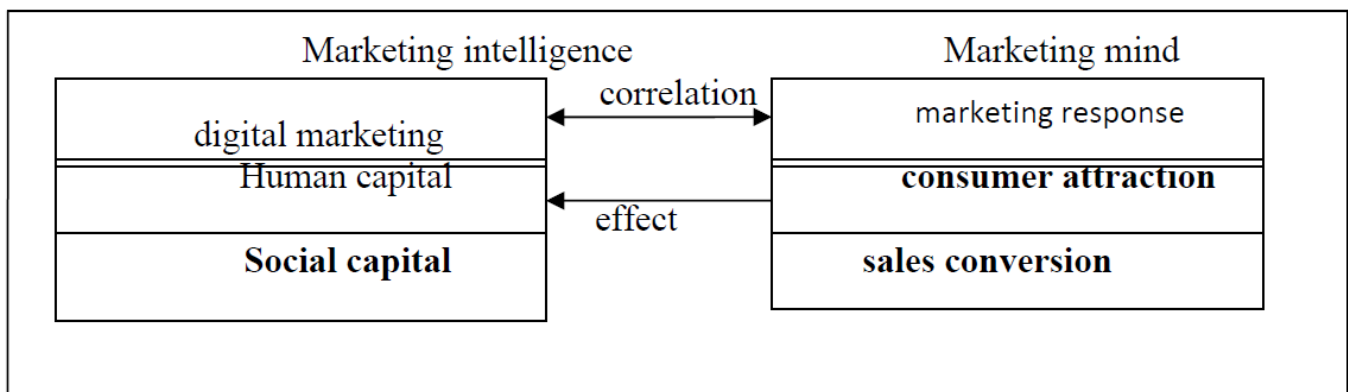 Marketing intelligence
Marketing mind
correlation
marketing response
digital marketing
Human capital
consumer attraction
effect
Social capital
sales conversion